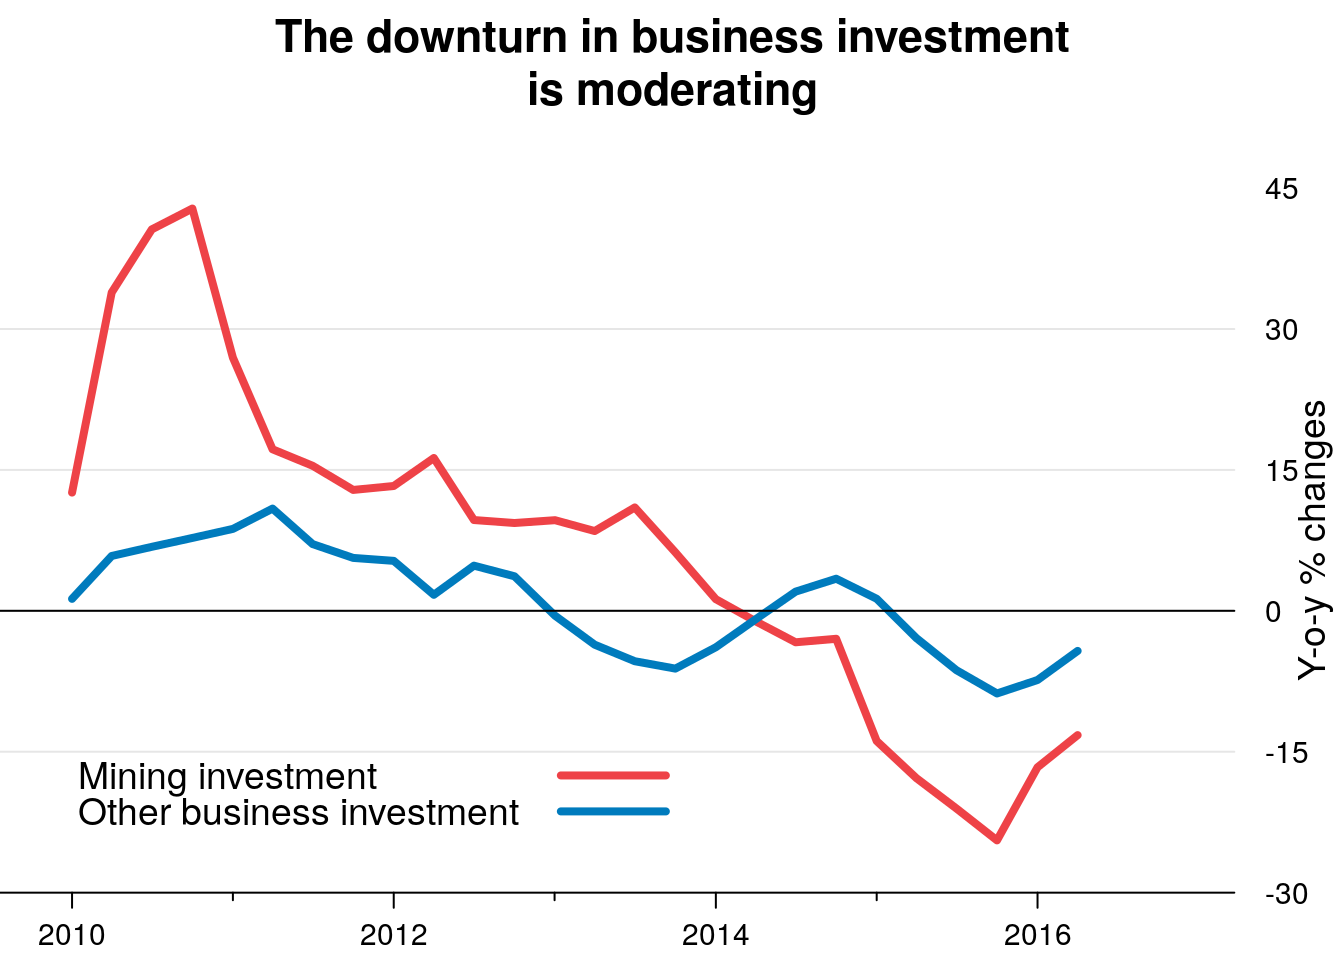 The downturn in business investment
is moderating
45
30
15
0
-15
-30
Y-o-y % changes
Mining investment
Other business investment
2010
2012
2014
2016